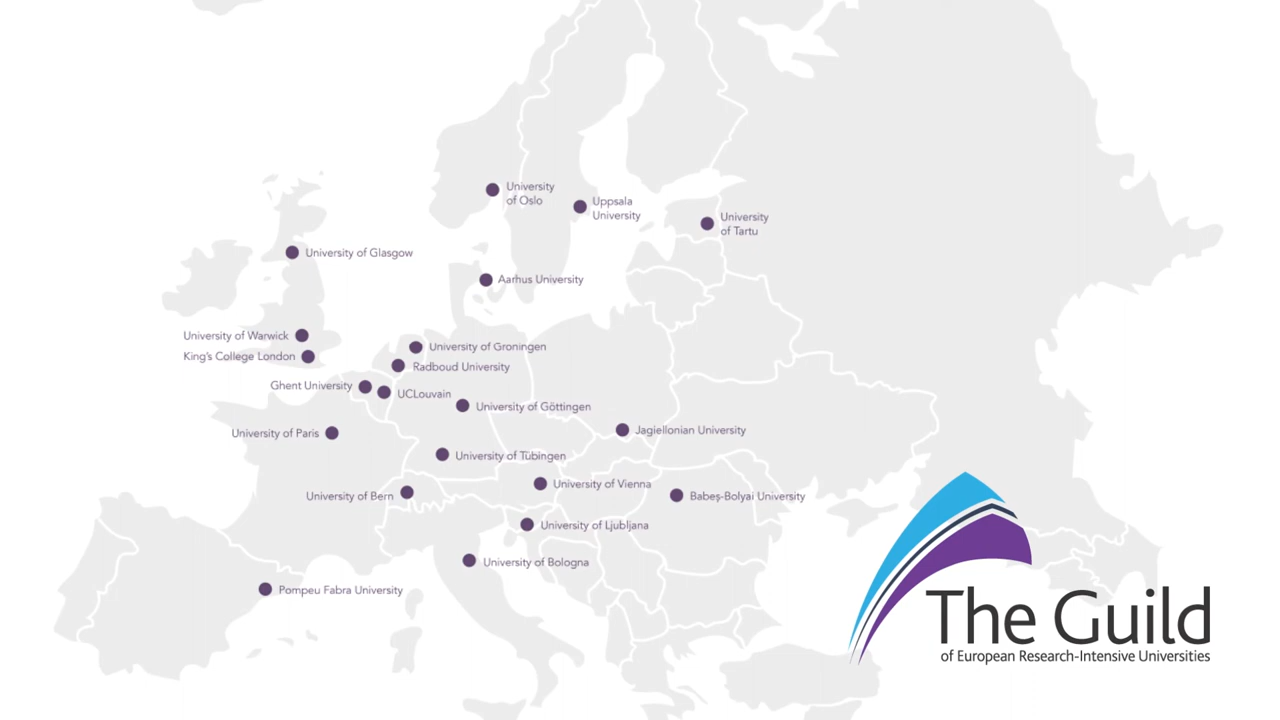 University
of Oslo
Uppsala
University
University
of Tartu
University of Glasgow
Aarhus University
University of Warwick
King's College London
University of Groningen
Radboud University
Ghent University
UCLouvain
University of Göttingen
University of Paris
Jagiellonian University
University of Tübingen
University of Vienna
University of Bern
Babeș-Bolyai University
University of Ljubljana
University of Bologna
Pompeu Fabra University
The Guild
of European Research-Intensive Universities